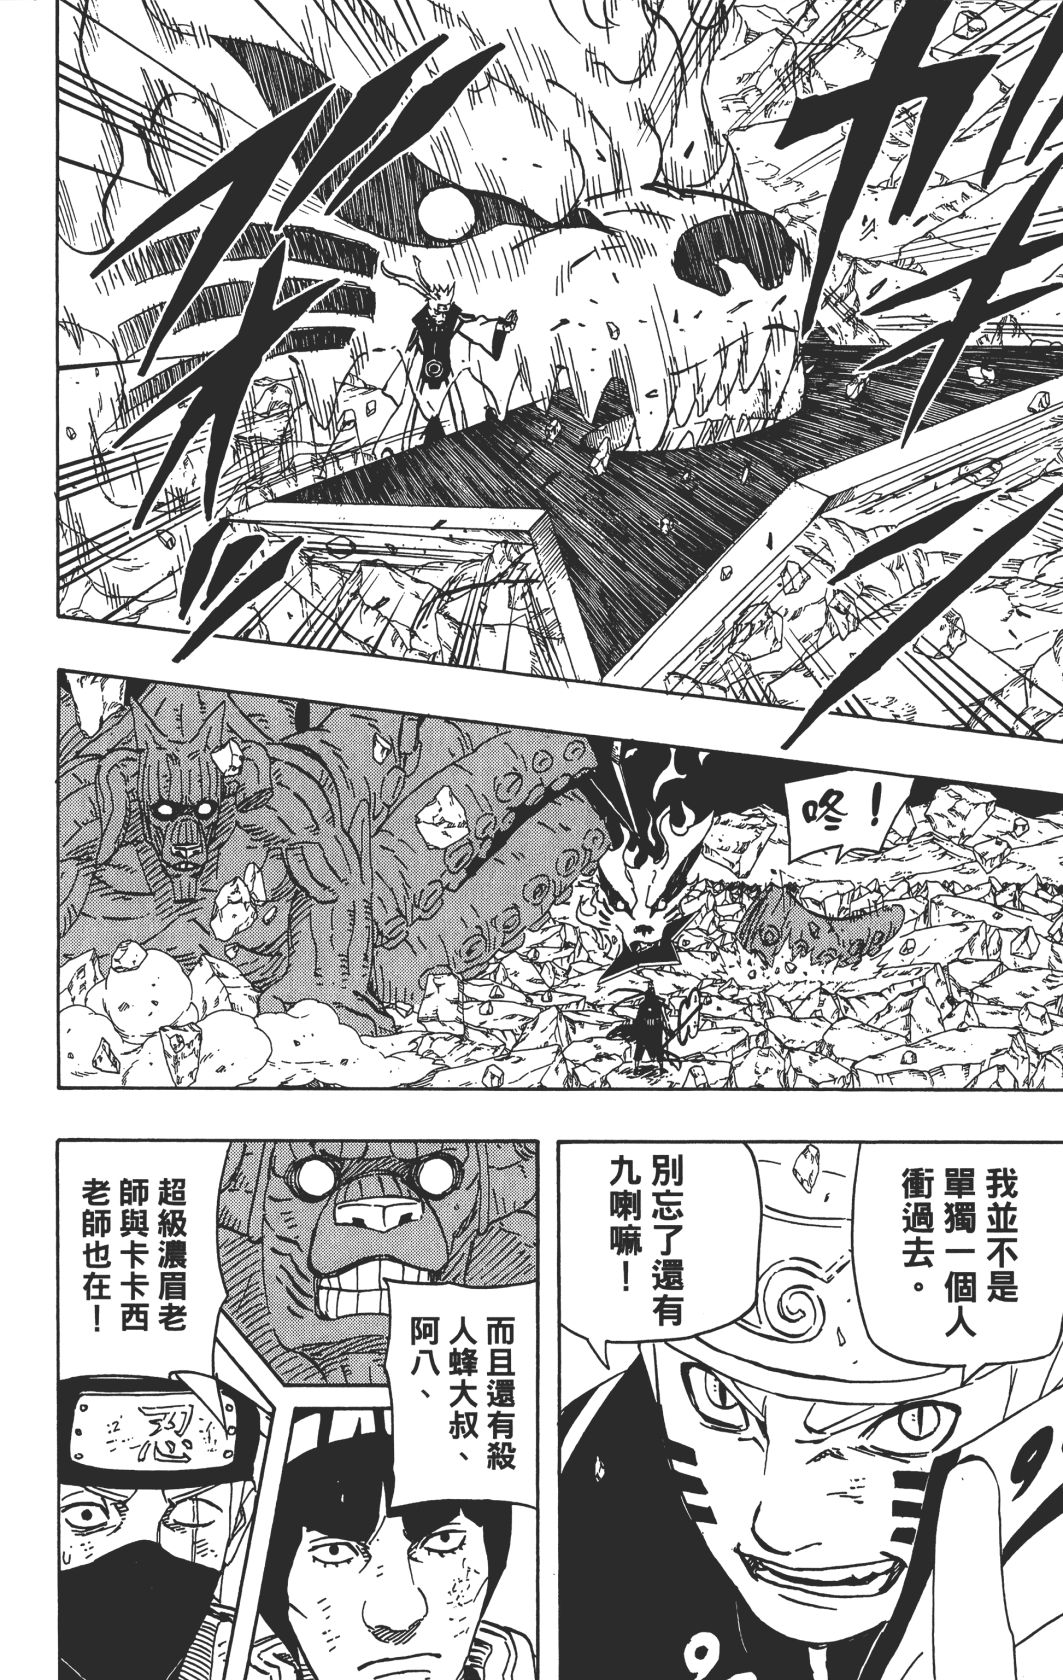 咚！
我並不是
單獨一個人
衝過去。
別忘了還有
九喇嘛！
而且還有殺
人蜂大叔、
阿八、
超級濃眉老
師與卡卡西
老師也在！
忍